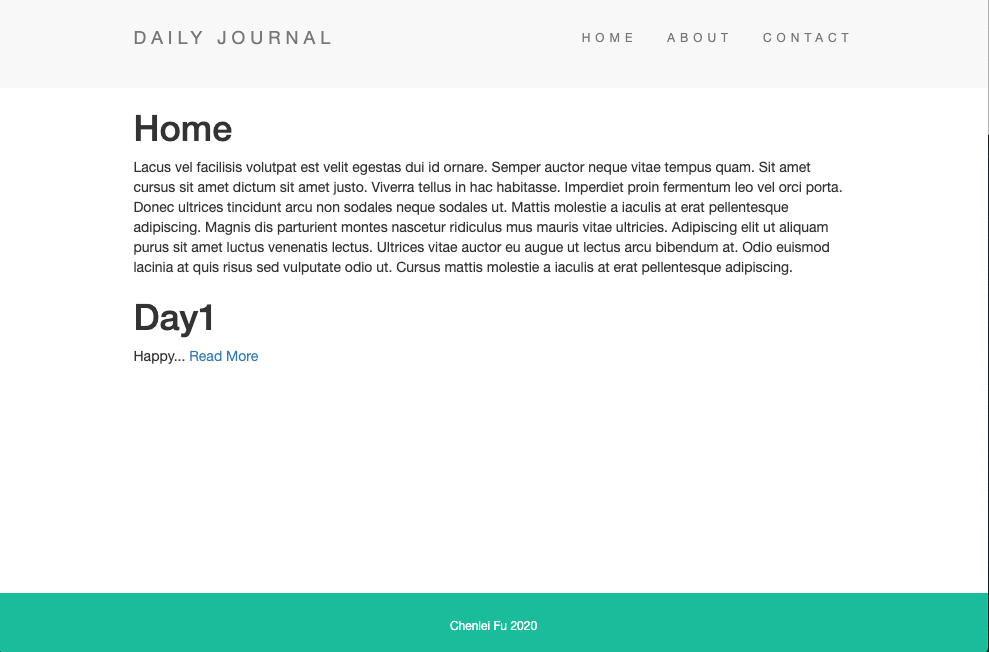 DAILY JOURNAL HOME ABOUT CONTACT
Home
Lacus vel facilisis volutpat est velit egestas dui id ornare. Semper auctor neque vitae tempus quam. Sit amet
cursus sit amet dictum sit amet justo. Viverra tellus in hac habitasse. Imperdiet proin fermentum leo vel orci porta.
Donec ultrices tincidunt arcu non sodales neque sodales ut. Mattis molestie a iaculis at erat pellentesque
adipiscing. Magnis dis parturient montes nascetur ridiculus mus mauris vitae ultricies. Adipiscing elit ut aliquam
purus sit amet luctus venenatis lectus. Ultrices vitae auctor eu augue ut lectus arcu bibendum at. Odio euismod
lacinia at quis risus sed vulputate odio ut. Cursus mattis molestie a iaculis at erat pellentesque adipiscing.
Day1
Happy... Read More
Chenlei Fu 2020